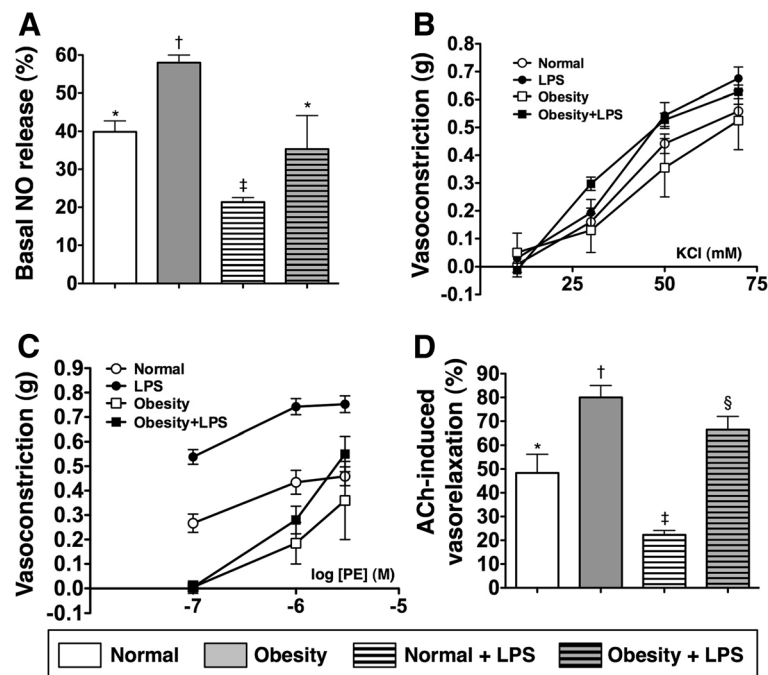 A
Basal NO release (%)
60
50
40
30
20
10
0
*
†
‡
*
B
Vasoconstriction (g)
0.8
0.7
0.6
0.5
0.4
0.3
0.2
0.1
0.0
-0.1
Normal
LPS
Obesity
Obesity+LPS
KCl (mM)
25
50
75
C
Vasoconstriction (g)
0.9
0.8
0.7
0.6
0.5
0.4
0.3
0.2
0.1
0.0
-0.1
Normal
LPS
Obesity
Obesity+LPS
log [PE] (M)
-7
-6
-5
D
ACh-induced
vasorelaxation (%)
90
80
70
60
50
40
30
20
10
0
*
†
‡
§
Normal
Obesity
Normal + LPS
Obesity + LPS